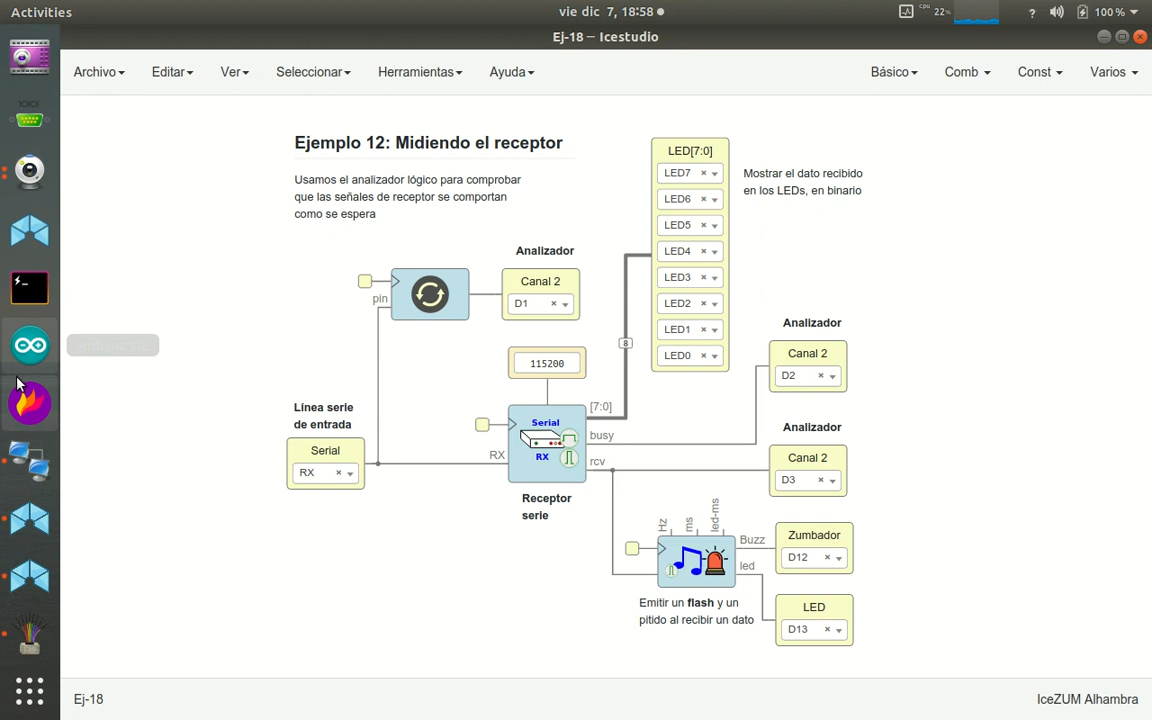 Activities
vie dic 7, 18:58
cpu 22%
?
100%
Ej-18 – Icestudio
Archivo
Editar
Ver
Seleccionar
Herramientas
Ayuda
Básico
Comb
Const
Varios
Ejemplo 12: Midiendo el receptor
Usamos el analizador lógico para comprobar
que las señales de receptor se comportan
como se espera
LED[7:0]
LED7
LED6
LED5
LED4
LED3
LED2
LED1
LED0
Mostrar el dato recibido
en los LEDs, en binario
Analizador
Canal 2
D1
pin
8
115200
[7:0]
busy
rcv
RX
Serial
RX
Receptor
serie
Línea serie
de entrada
Serial
RX
Analizador
Canal 2
D2
Analizador
Canal 2
D3
Hz
ms
led-ms
Buzz
led
Zumbador
D12
LED
D13
Emitir un flash y un
pitido al recibir un dato
Ej-18
IceZUM Alhambra